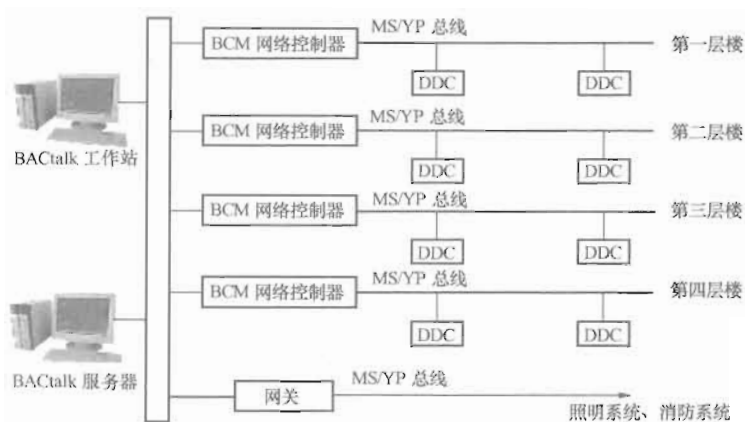 BCM 网络控制器
MS/YP 总线
第一层楼
DDC
DDC
BACtalk 工作站
BCM 网络控制器
MS/YP 总线
第二层楼
DDC
DDC
BCM 网络控制器
MS/YP 总线
第三层楼
DDC
DDC
BCM 网络控制器
MS/YP 总线
第四层楼
DDC
DDC
BACtalk 服务器
网关
MS/YP 总线
照明系统、消防系统